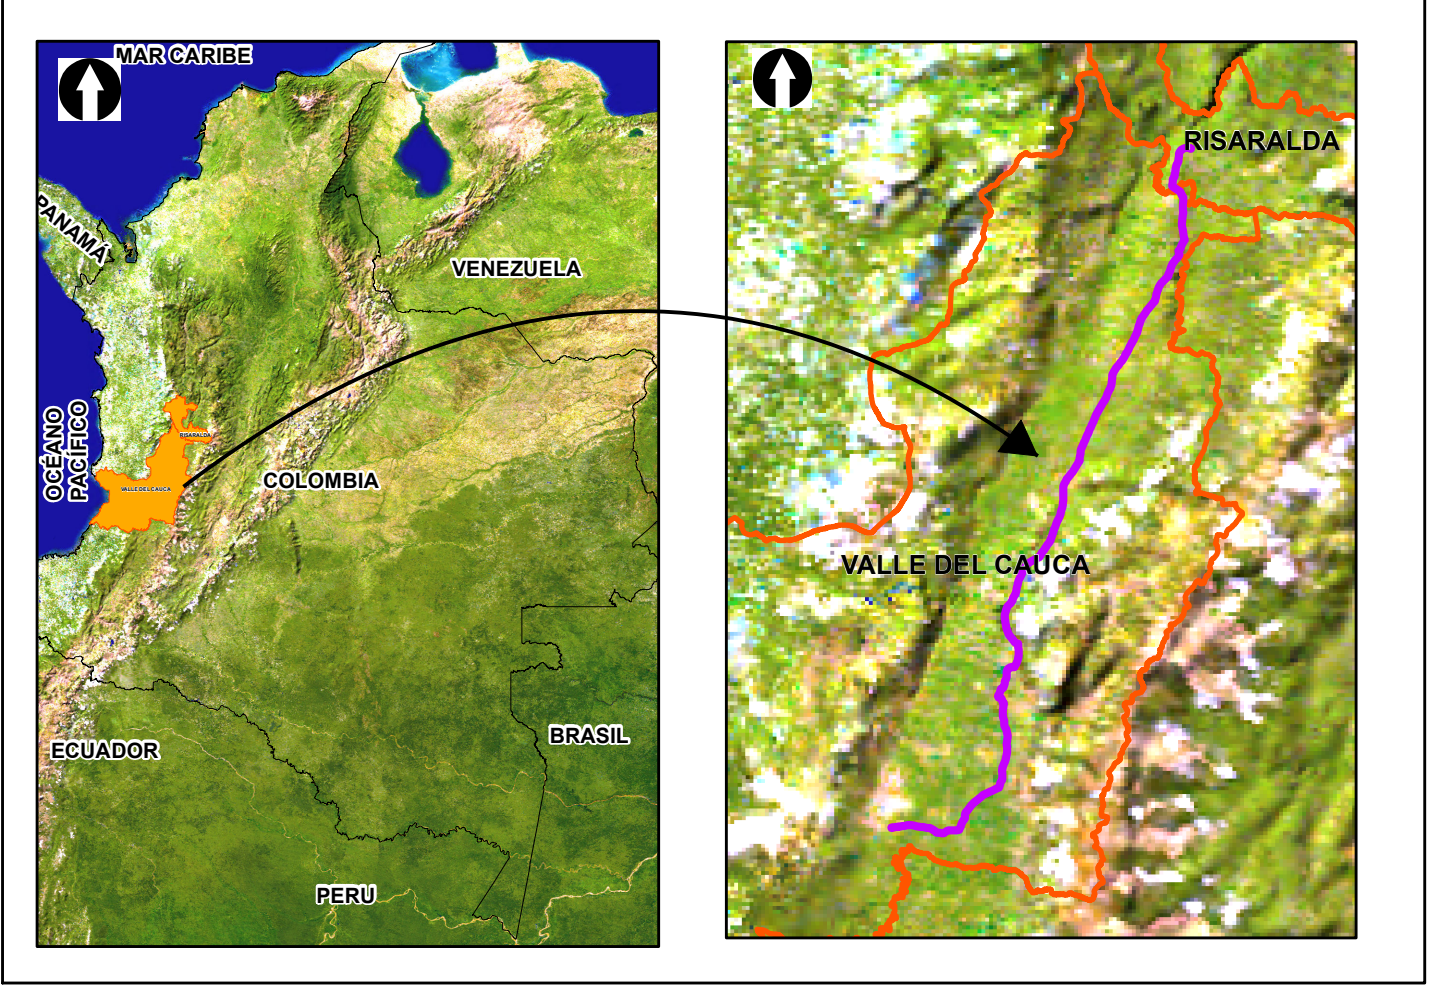 MAR CARIBE
PANAMÁ
VENEZUELA
OCÉANO
PACÍFICO
RISARALDA
VALLE DEL CAUCA
COLOMBIA
ECUADOR
BRASIL
PERU
RISARALDA
VALLE DEL CAUCA